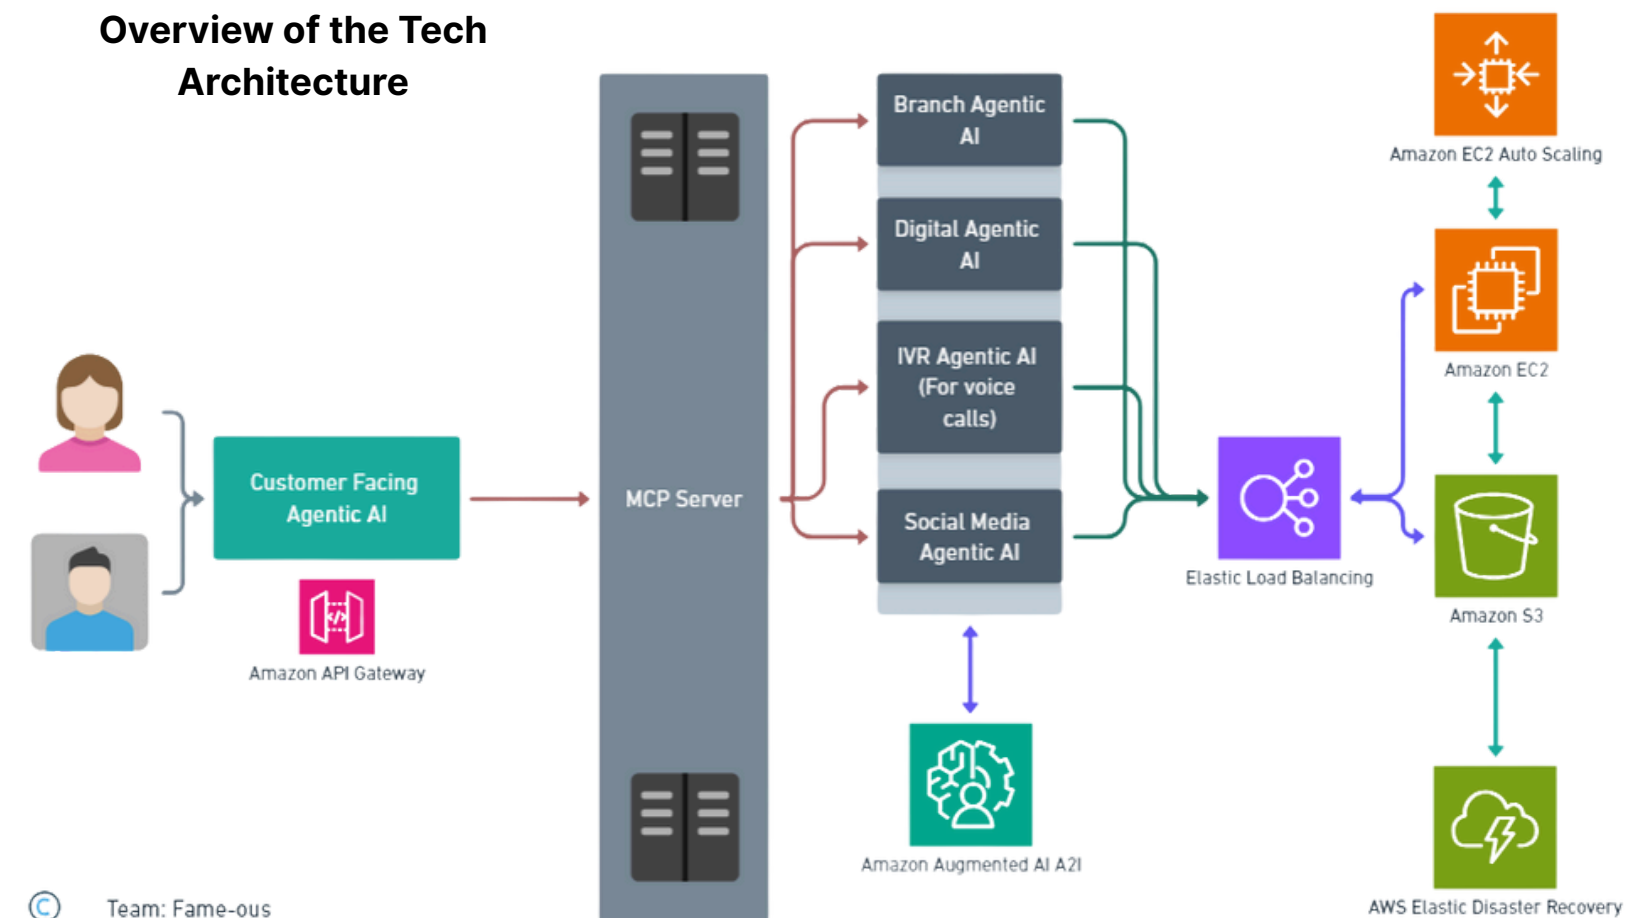 Overview of the Tech
Architecture
Customer Facing
Agentic AI
Amazon API Gateway
MCP Server
Branch Agentic
AI
Digital Agentic
AI
IVR Agentic AI
(For voice
calls)
Social Media
Agentic AI
Amazon Augmented AI A2I
Elastic Load Balancing
Amazon EC2 Auto Scaling
Amazon EC2
Amazon S3
AWS Elastic Disaster Recovery
C
Team: Fame-ous